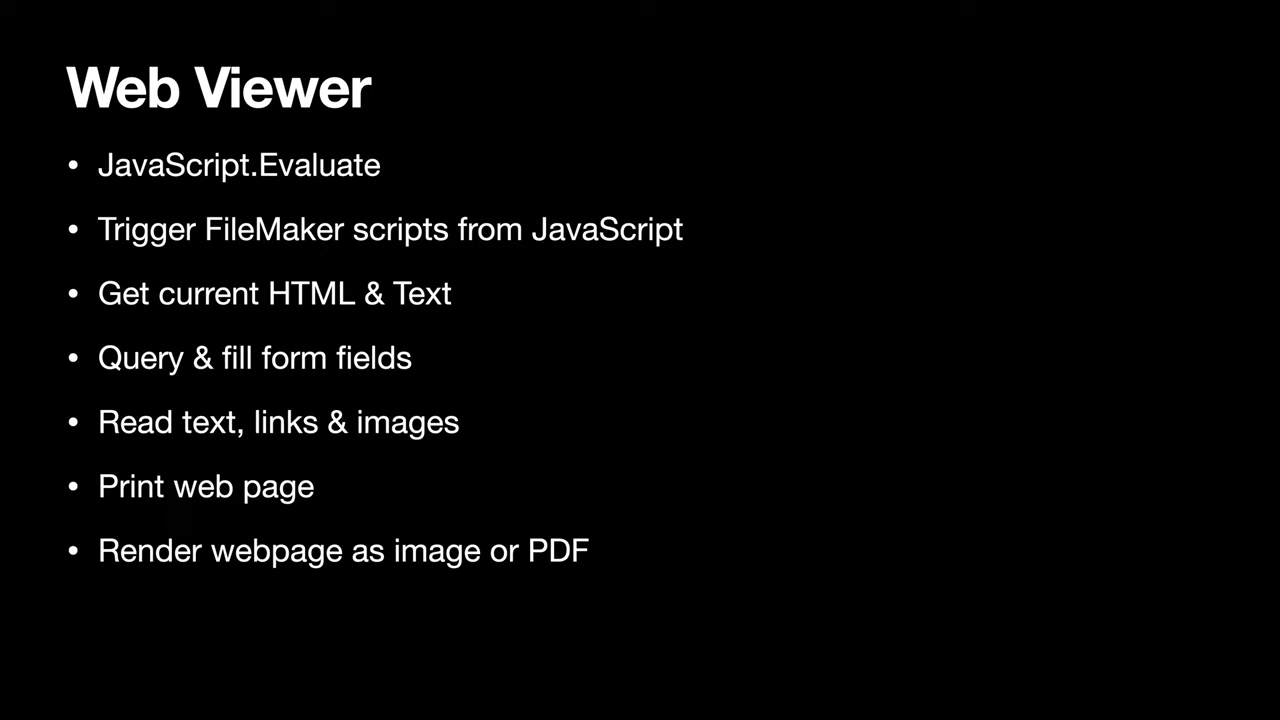 Web Viewer
• JavaScript.Evaluate
• Trigger FileMaker scripts from JavaScript
• Get current HTML & Text
• Query & fill form fields
• Read text, links & images
• Print web page
• Render webpage as image or PDF